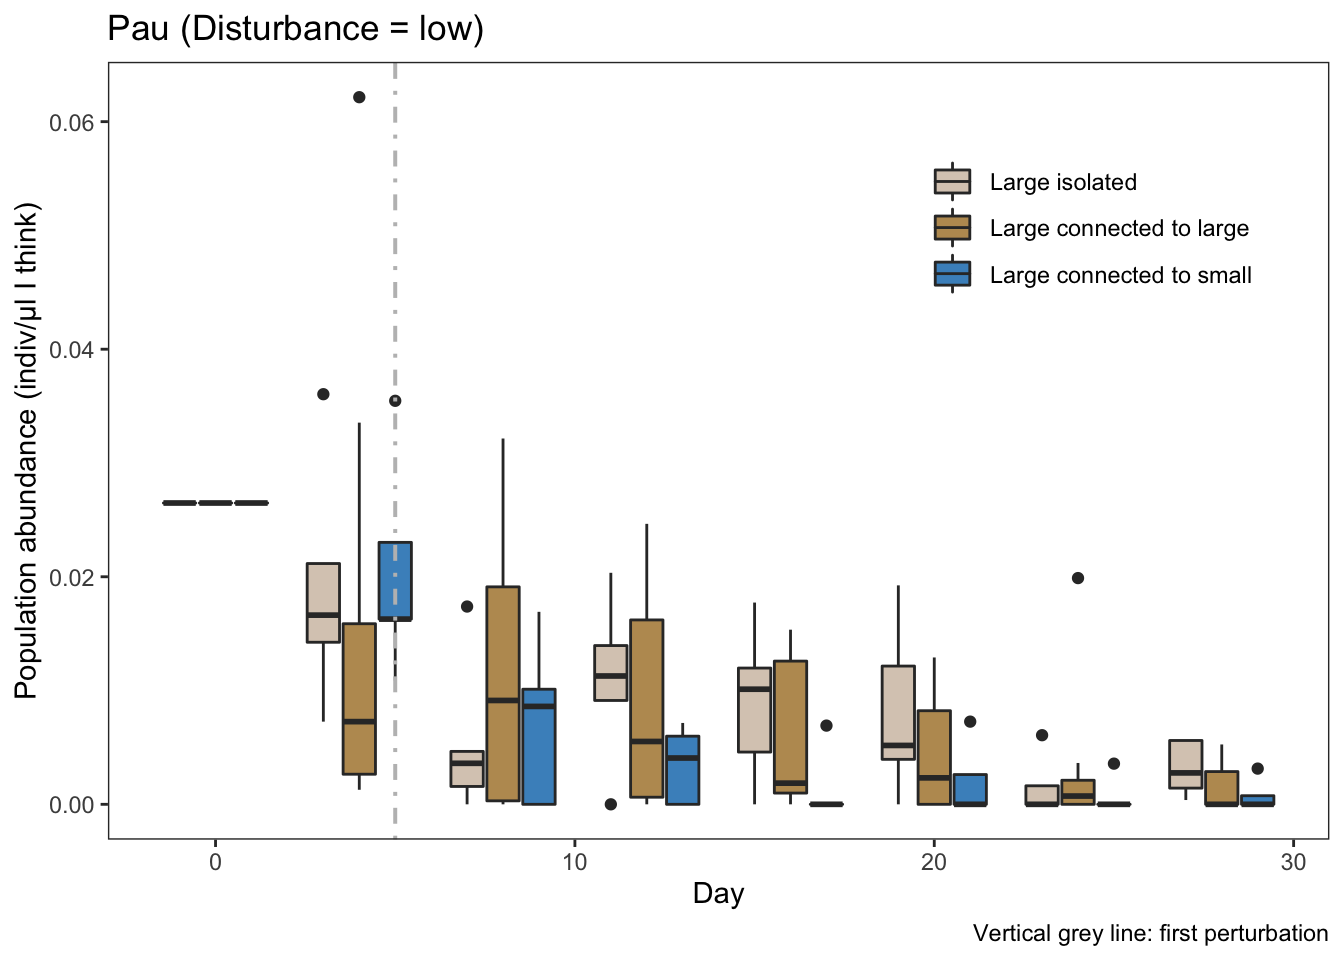 Pau (Disturbance = low)
Population abundance (indiv/µl I think)
0.06
0.04
0.02
0.00
Large isolated
Large connected to large
Large connected to small
0
10
20
30
Day
Vertical grey line: first perturbation